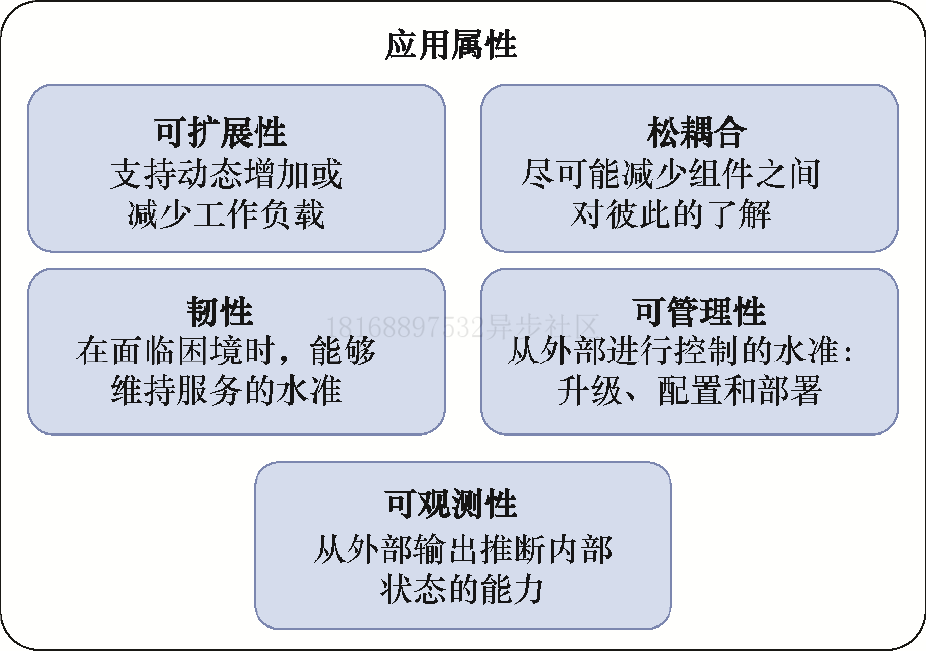 应用属性
可扩展性
支持动态增加或
减少工作负载
松耦合
尽可能减少组件之间
对彼此的了解
韧性
在面临困境时，能够
维持服务的水准
18168897532异步社区
可管理性
从外部进行控制的水准:
升级、配置和部署
可观测性
从外部输出推断内部
状态的能力